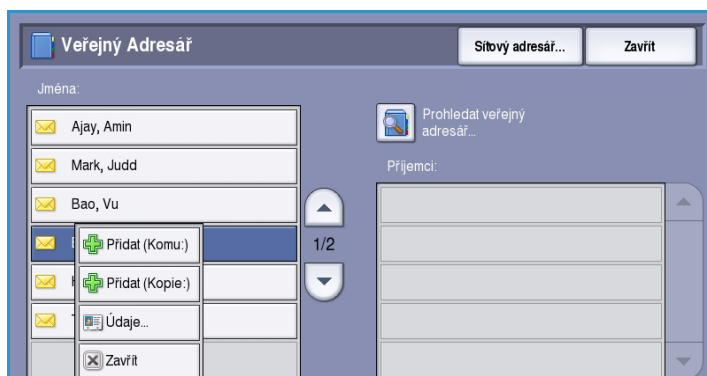 Veřejný Adresář
Síťový adresář...
Zavřít
Jména:
Ajay, Amin
Mark, Judd
Bao, Vu
Přidat (Komu:)
Přidat (Kopie:)
Údaje...
Zavřít
1/2
Prohledat veřejný
adresář...
Příjemci: